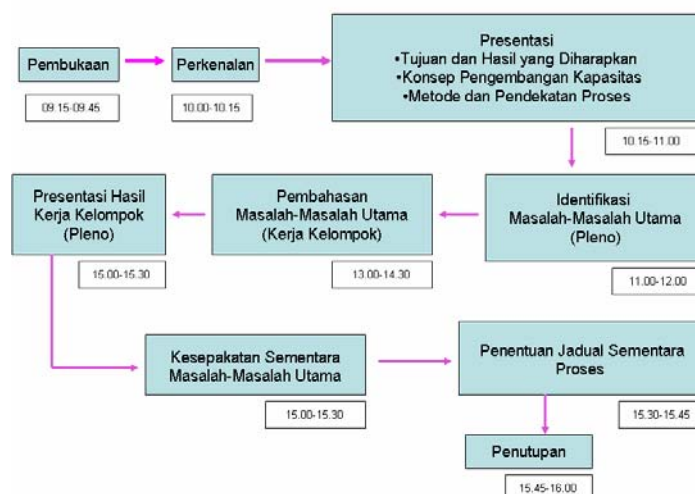 Pembukaan
09.15-09.45
Perkenalan
10.00-10.15
Presentasi
•Tujuan dan Hasil yang Diharapkan
•Konsep Pengembangan Kapasitas
•Metode dan Pendekatan Proses
10.15-11.00
Presentasi Hasil
Kerja Kelompok
(Pleno)
15.00-15.30
Pembahasan
Masalah-Masalah Utama
(Kerja Kelompok)
13.00-14.30
Identifikasi
Masalah-Masalah Utama
(Pleno)
11.00-12.00
Kesepakatan Sementara
Masalah-Masalah Utama
15.00-15.30
Penentuan Jadual Sementara
Proses
15.30-15.45
Penutupan
15.45-16.00